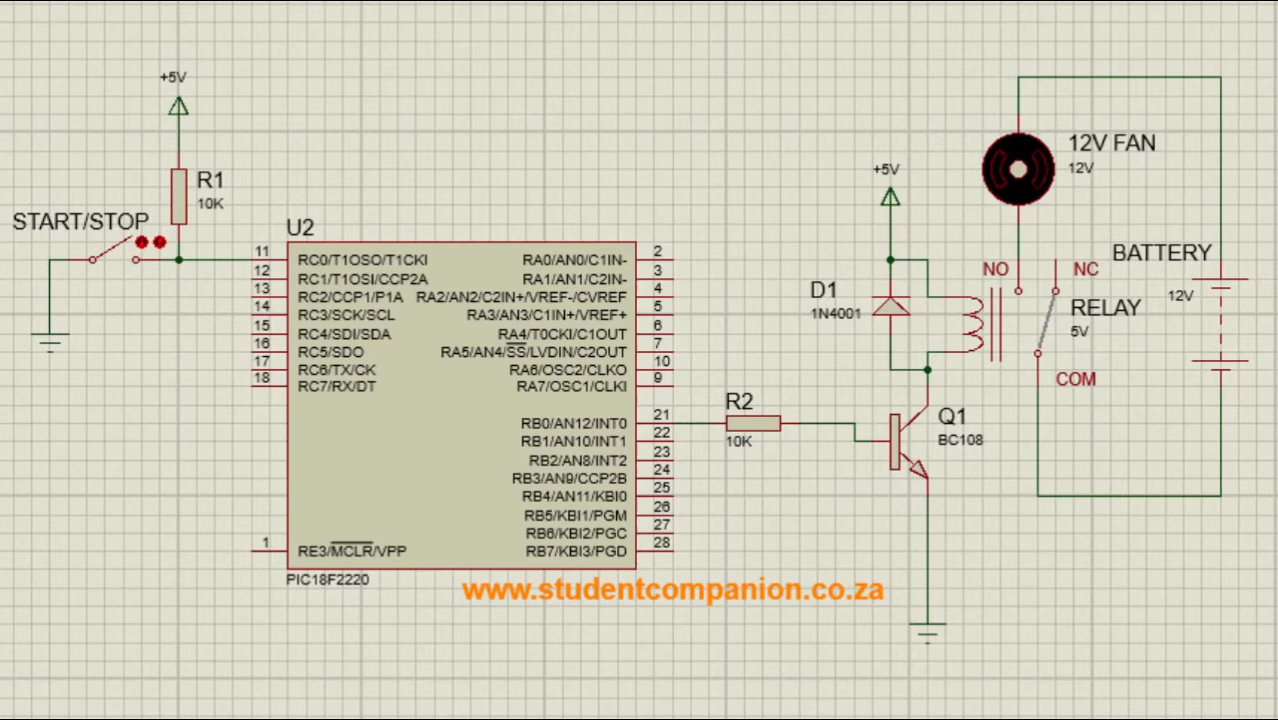 +5V
R1
10K
START/STOP
U2
11 RC0/T1OSO/T1CKI
12 RC1/T1OSI/CCP2A
13 RC2/CCP1/P1A
14 RC3/SCK/SCL
15 RC4/SDI/SDA
16 RC5/SDO
17 RC6/TX/CK
18 RC7/RX/DT
1 RE3/MCLR/VPP
RA0/AN0/C1IN- 2
RA1/AN1/C2IN- 3
RA2/AN2/C2IN+/VREF-/CVREF 4
RA3/AN3/C1IN+/VREF+ 5
RA4/T0CKI/C1OUT 6
RA5/AN4/SS/LVDIN/C2OUT 7
RA6/OSC2/CLKO 10
RA7/OSC1/CLKI 9
RB0/AN12/INT0 21
RB1/AN10/INT1 22
RB2/AN8/INT2 23
RB3/AN9/CCP2B 24
RB4/AN11/KBI0 25
RB5/KBI1/PGM 26
RB6/KBI2/PGC 27
RB7/KBI3/PGD 28
PIC18F2220
www.studentcompanion.co.za
R2
10K
+5V
D1
1N4001
Q1
BC108
12V FAN
12V
NO
NC
RELAY
5V
COM
BATTERY
12V